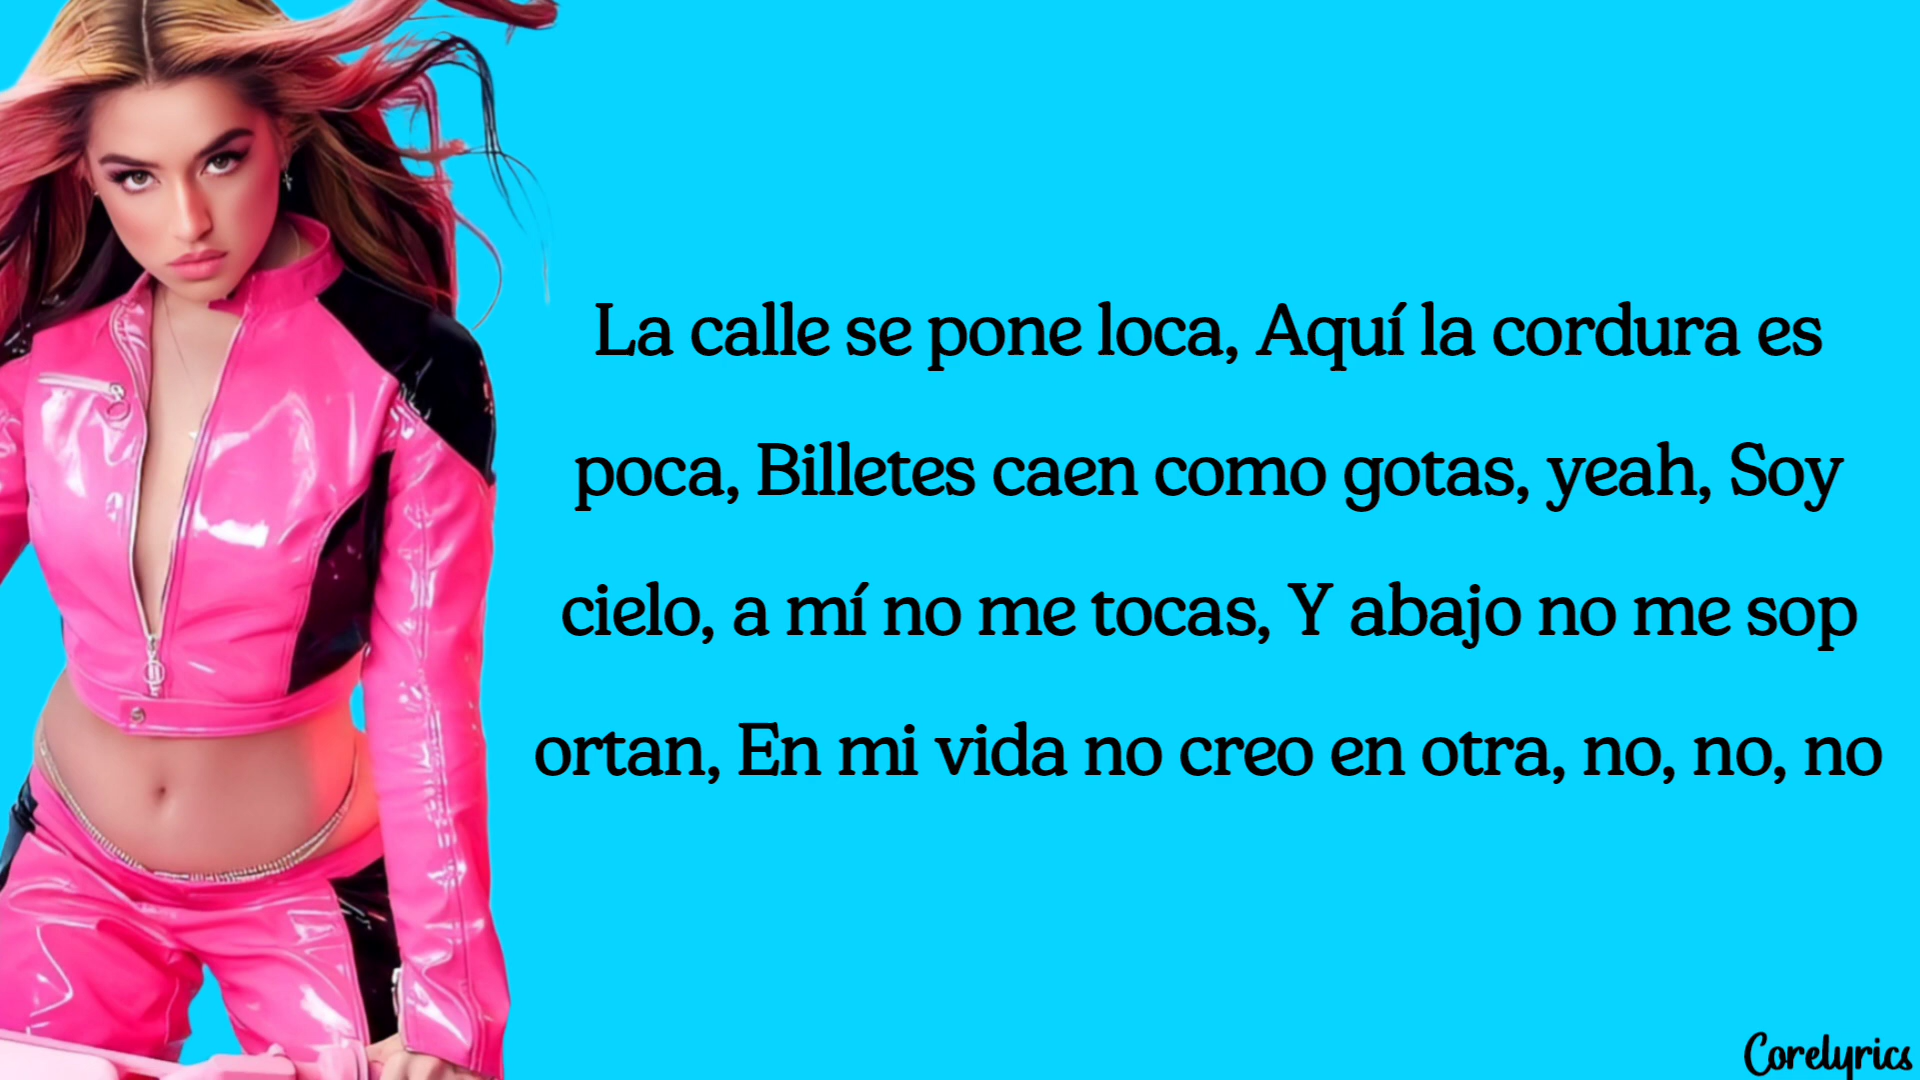 La calle se pone loca, Aquí la cordura es
poca, Billetes caen como gotas, yeah, Soy
cielo, a mí no me tocas, Y abajo no me sop
ortan, En mi vida no creo en otra, no, no, no
Corelyrics